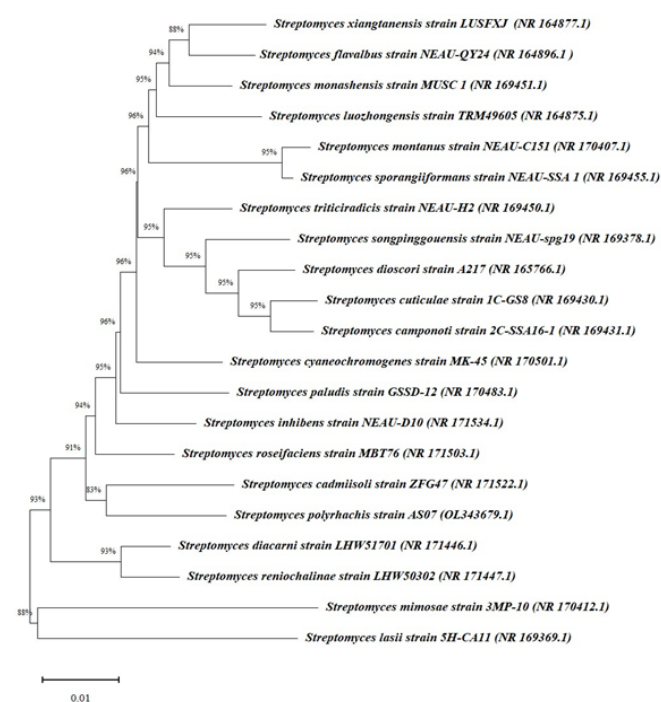 88%
Streptomyces xiangtanensis strain LUSFXJ (NR 164877.1)
94%
Streptomyces flavalbus strain NEAU-QY24 (NR 164896.1 )
95%
Streptomyces monashensis strain MUSC 1 (NR 169451.1)
96%
Streptomyces luozhongensis strain TRM49605 (NR 164875.1)
95%
Streptomyces montanus strain NEAU-C151 (NR 170407.1)
96%
Streptomyces sporangiiformans strain NEAU-SSA 1 (NR 169455.1)
Streptomyces triticiradicis strain NEAU-H2 (NR 169450.1)
95%
Streptomyces songpinggouensis strain NEAU-spg19 (NR 169378.1)
96%
Streptomyces dioscori strain A217 (NR 165766.1)
95%
95%
Streptomyces cuticulae strain 1C-GS8 (NR 169430.1)
95%
96%
Streptomyces camponoti strain 2C-SSA16-1 (NR 169431.1)
Streptomyces cyaneochromogenes strain MK-45 (NR 170501.1)
95%
Streptomyces paludis strain GSSD-12 (NR 170483.1)
94%
Streptomyces inhibens strain NEAU-D10 (NR 171534.1)
91%
Streptomyces roseifaciens strain MBT76 (NR 171503.1)
Streptomyces cadmiisoli strain ZFG47 (NR 171522.1)
83%
93%
Streptomyces polyrhachis strain AS07 (OL343679.1)
Streptomyces diacarni strain LHW51701 (NR 171446.1)
93%
Streptomyces reniochalinae strain LHW50302 (NR 171447.1)
Streptomyces mimosae strain 3MP-10 (NR 170412.1)
88%
Streptomyces lasii strain 5H-CA11 (NR 169369.1)
0.01